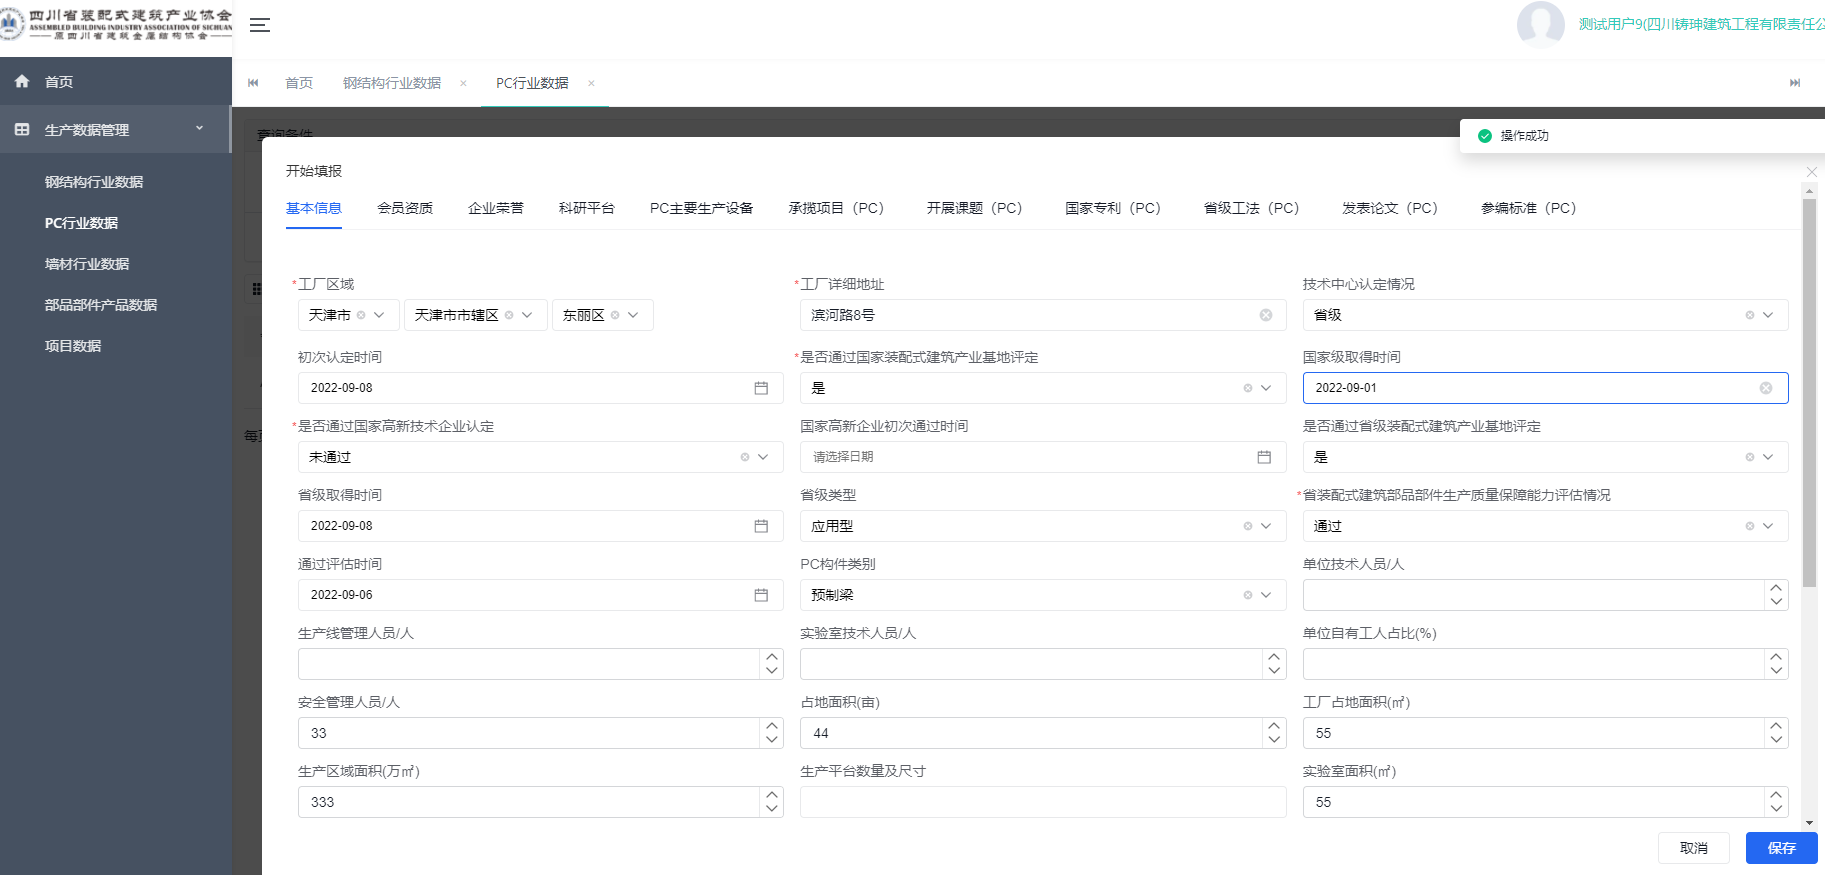 四川省装配式建筑产业协会
ASSEMBLED BUILDING INDUSTRY ASSOCIATION OF SICHUAN
原四川省建筑金属结构协会
测试用户9(四川铸珅建筑工程有限责任公
首页
钢结构行业数据
PC行业数据
首页
生产数据管理
钢结构行业数据
PC行业数据
墙材行业数据
部品部件产品数据
项目数据
查询条件
操作成功
开始填报
基本信息 会员资质 企业荣誉 科研平台 PC主要生产设备 承揽项目（PC） 开展课题（PC） 国家专利（PC） 省级工法（PC） 发表论文（PC） 参编标准（PC）
*工厂区域 *工厂详细地址 技术中心认定情况
天津市 天津市市辖区 东丽区 滨河路8号 省级
初次认定时间 *是否通过国家装配式建筑产业基地评定 国家级取得时间
2022-09-08 是 2022-09-01
*是否通过国家高新技术企业认定 国家高新企业初次通过时间 是否通过省级装配式建筑产业基地评定
未通过 请选择日期 是
省级取得时间 省级类型 *省装配式建筑部品部件生产质量保障能力评估情况
2022-09-08 应用型 通过
通过评估时间 PC构件类别 单位技术人员/人
2022-09-06 预制梁
生产线管理人员/人 实验室技术人员/人 单位自有工人占比(%)
安全管理人员/人 占地面积(亩) 工厂占地面积(㎡)
33 44 55
生产区域面积(万㎡) 生产平台数量及尺寸 实验室面积(㎡)
333 55
取消 保存